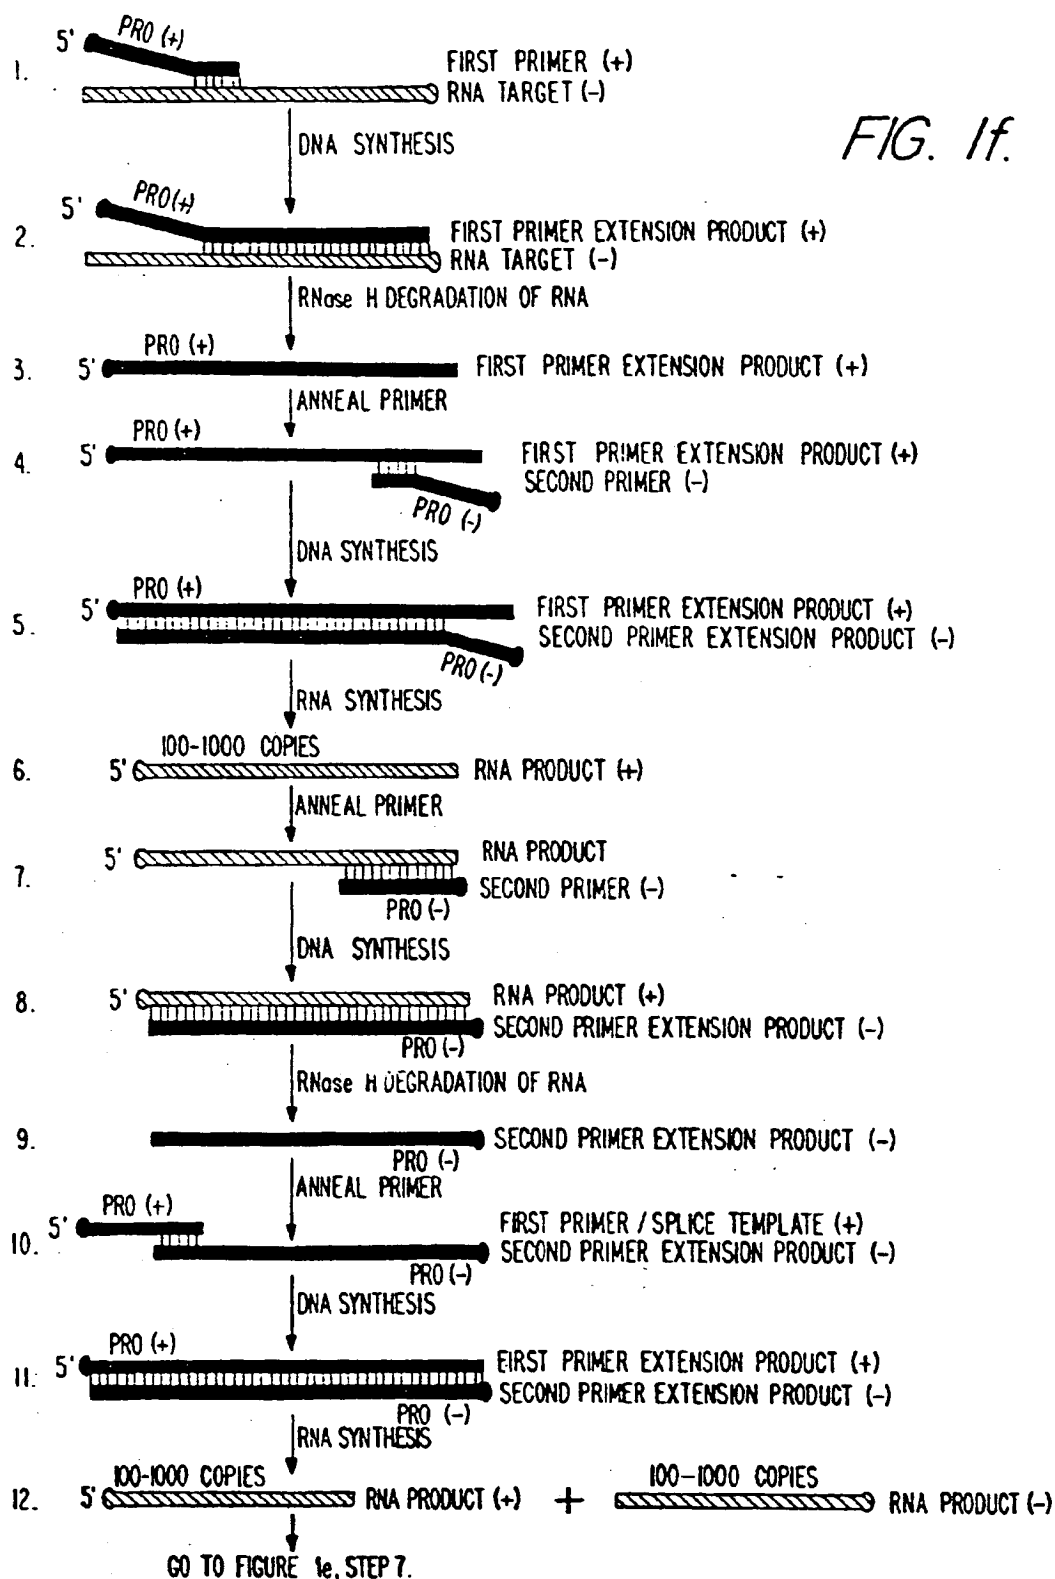 FIG. 1f.
5' PRO (+)
1. FIRST PRIMER (+)
RNA TARGET (-)
DNA SYNTHESIS
5' PRO(+)
2. FIRST PRIMER EXTENSION PRODUCT (+)
RNA TARGET (-)
RNase H DEGRADATION OF RNA
PRO (+)
3. 5' FIRST PRIMER EXTENSION PRODUCT (+)
ANNEAL PRIMER
PRO (+)
4. 5' FIRST PRIMER EXTENSION PRODUCT (+)
SECOND PRIMER (-)
PRO (-)
DNA SYNTHESIS
PRO (+)
5. 5' FIRST PRIMER EXTENSION PRODUCT (+)
SECOND PRIMER EXTENSION PRODUCT (-)
PRO (-)
RNA SYNTHESIS
100-1000 COPIES
6. 5' RNA PRODUCT (+)
ANNEAL PRIMER
5' RNA PRODUCT
7. SECOND PRIMER (-)
PRO (-)
DNA SYNTHESIS
8. 5' RNA PRODUCT (+)
SECOND PRIMER EXTENSION PRODUCT (-)
PRO (-)
RNase H DEGRADATION OF RNA
9. SECOND PRIMER EXTENSION PRODUCT (-)
PRO (-)
ANNEAL PRIMER
PRO (+)
5' FIRST PRIMER / SPLICE TEMPLATE (+)
10. SECOND PRIMER EXTENSION PRODUCT (-)
PRO (-)
DNA SYNTHESIS
PRO (+)
11. 5' FIRST PRIMER EXTENSION PRODUCT (+)
SECOND PRIMER EXTENSION PRODUCT (-)
PRO (-)
RNA SYNTHESIS
100-1000 COPIES 100-1000 COPIES
12. 5' RNA PRODUCT (+) + RNA PRODUCT (-)
GO TO FIGURE 1e, STEP 7.